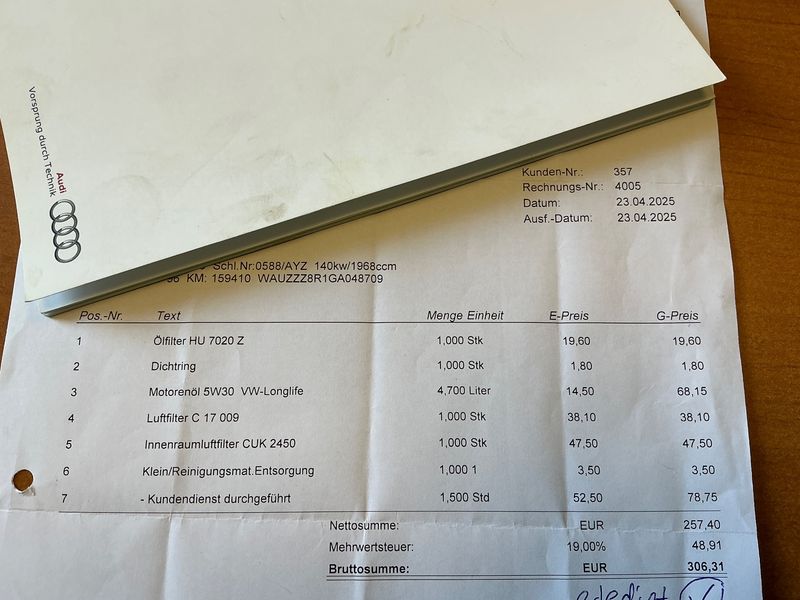 Audi
Vorsprung durch Technik
Kunden-Nr.: 357
Rechnungs-Nr.: 4005
Datum: 23.04.2025
Ausf.-Datum: 23.04.2025
Schl.Nr:0588/AYZ 140kw/1968ccm
KM: 159410 WAUZZZ8R1GA048709
Pos.-Nr. Text Menge Einheit E-Preis G-Preis
1 Ölfilter HU 7020 Z 1,000 Stk 19,60 19,60
2 Dichtring 1,000 Stk 1,80 1,80
3 Motorenöl 5W30 VW-Longlife 4,700 Liter 14,50 68,15
4 Luftfilter C 17 009 1,000 Stk 38,10 38,10
5 Innenraumluftfilter CUK 2450 1,000 Stk 47,50 47,50
6 Klein/Reinigungsmat.Entsorgung 1,000 1 3,50 3,50
7 - Kundendienst durchgeführt 1,500 Std 52,50 78,75
Nettosumme: EUR 257,40
Mehrwertsteuer: 19,00% 48,91
Bruttosumme: EUR 306,31